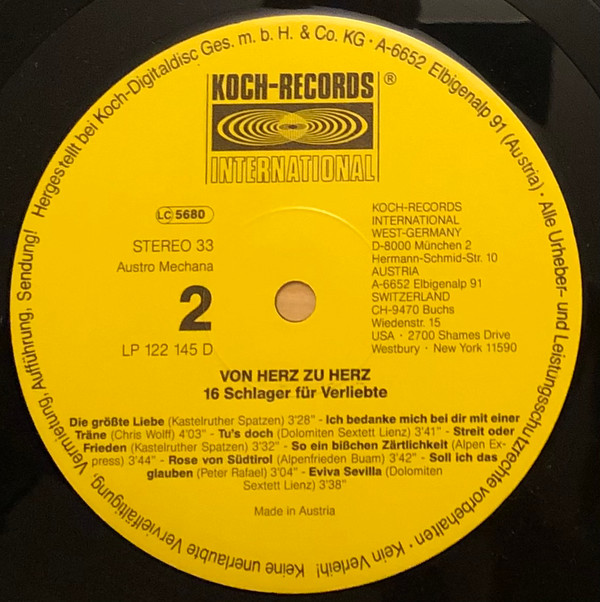 KOCH-RECORDS ®
INTERNATIONAL
LC 5680
STEREO 33
Austro Mechana
2
LP 122 145 D
KOCH-RECORDS
INTERNATIONAL
WEST-GERMANY
D-8000 München 2
Hermann-Schmid-Str. 10
AUSTRIA
A-6652 Elbigenalp 91
SWITZERLAND
CH-9470 Buchs
Wiedenstr. 15
USA · 2700 Shames Drive
Westbury · New York 11590
VON HERZ ZU HERZ
16 Schlager für Verliebte
Die größte Liebe (Kastelruther Spatzen) 3'28" - Ich bedanke mich bei dir mit einer
Träne (Chris Wolff) 4'03" - Tu's doch (Dolomiten Sextett Lienz) 3'41" - Streit oder
Frieden (Kastelruther Spatzen) 3'32" - So ein bißchen Zärtlichkeit (Alpen Ex-
press) 3'44" - Rose von Südtirol (Alpenfrieden Buam) 3'42" - Soll ich das
glauben (Peter Rafael) 3'04" - Eviva Sevilla (Dolomiten
Sextett Lienz) 3'38"
Made in Austria
Hergestellt bei Koch-Digitaldisc Ges. m. b. H. & Co. KG · A-6652 Elbigenalp 91 (Austria) · Alle Urheber- und Leistungsschutzrechte vorbehalten · Kein Verleih! Keine unerlaubte Vervielfältigung, Vermietung, Aufführung, Sendung!